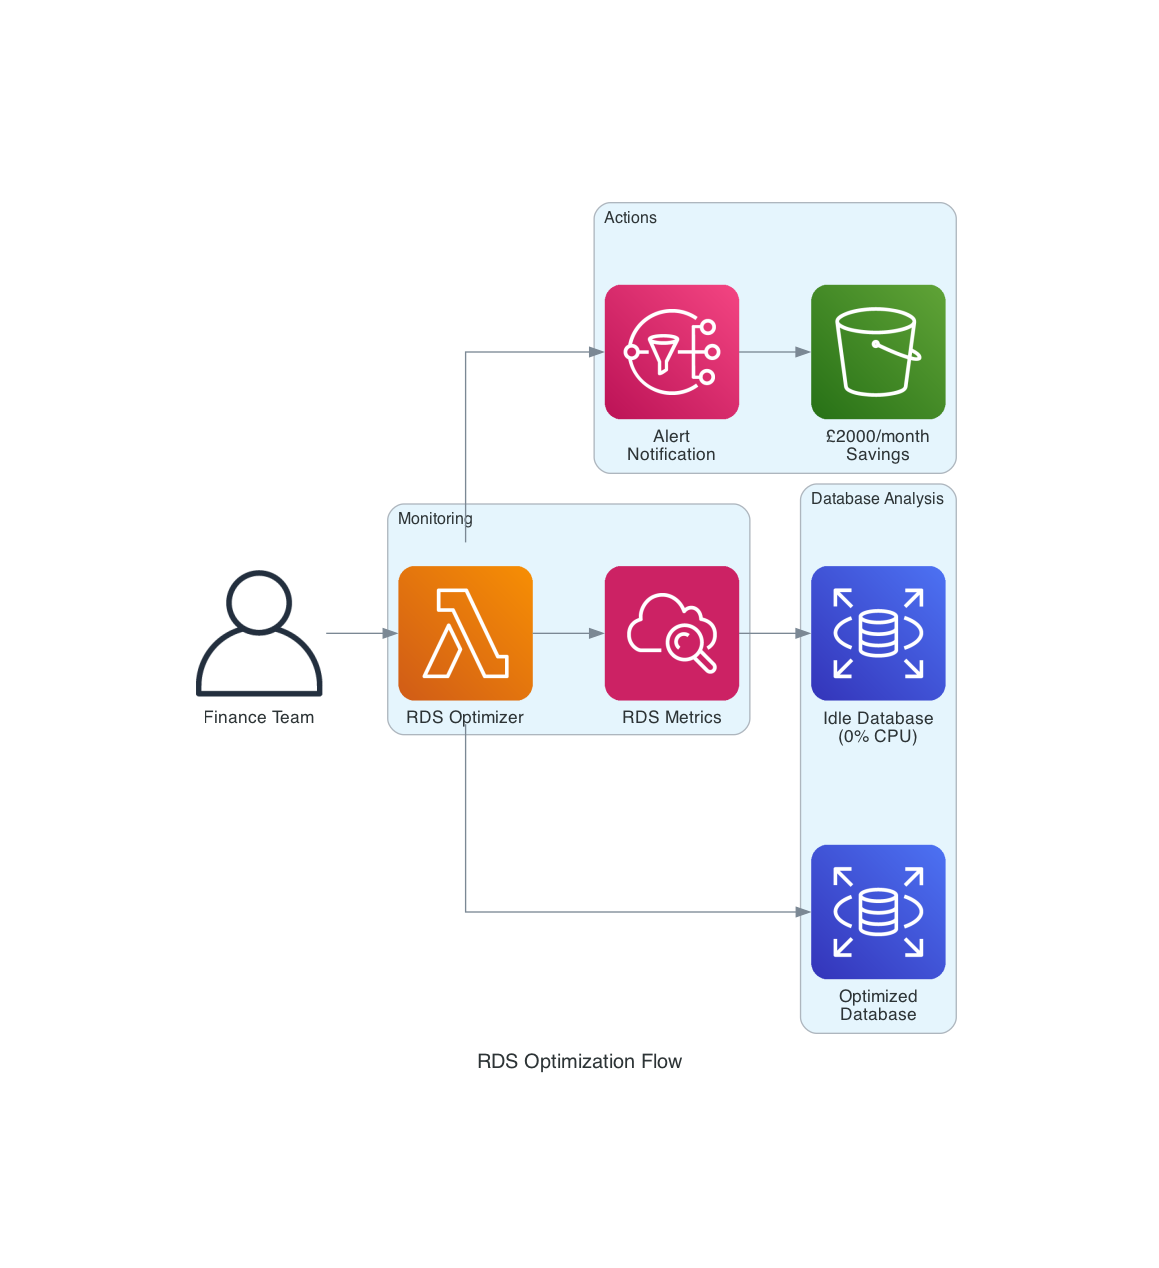 Actions
Alert
Notification
£2000/month
Savings
Monitoring
Database Analysis
Finance Team
RDS Optimizer
RDS Metrics
Idle Database
(0% CPU)
Optimized
Database
RDS Optimization Flow